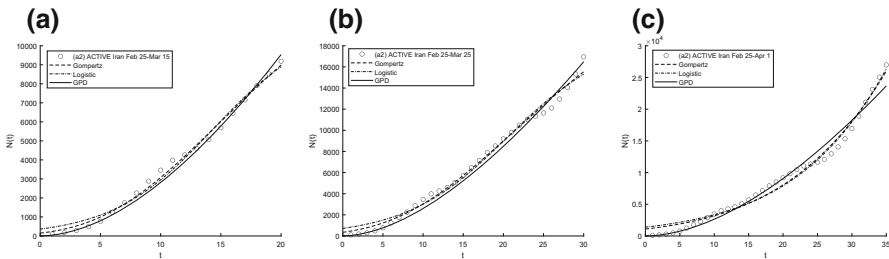 (a)
(b)
(c)
10000
9000
8000
7000
6000
5000
4000
3000
2000
1000
0
N(t)
(a2) ACTIVE Iran Feb 25-Mar 15
Gompertz
Logistic
GPD
0 5 10 15 20
t
18000
16000
14000
12000
10000
8000
6000
4000
2000
0
N(t)
(a2) ACTIVE Iran Feb 25-Mar 25
Gompertz
Logistic
GPD
0 5 10 15 20 25 30
t
3 × 10^4
2.5
2
1.5
1
0.5
0
N(t)
(a2) ACTIVE Iran Feb 25-Apr 1
Gompertz
Logistic
GPD
0 5 10 15 20 25 30 35
t